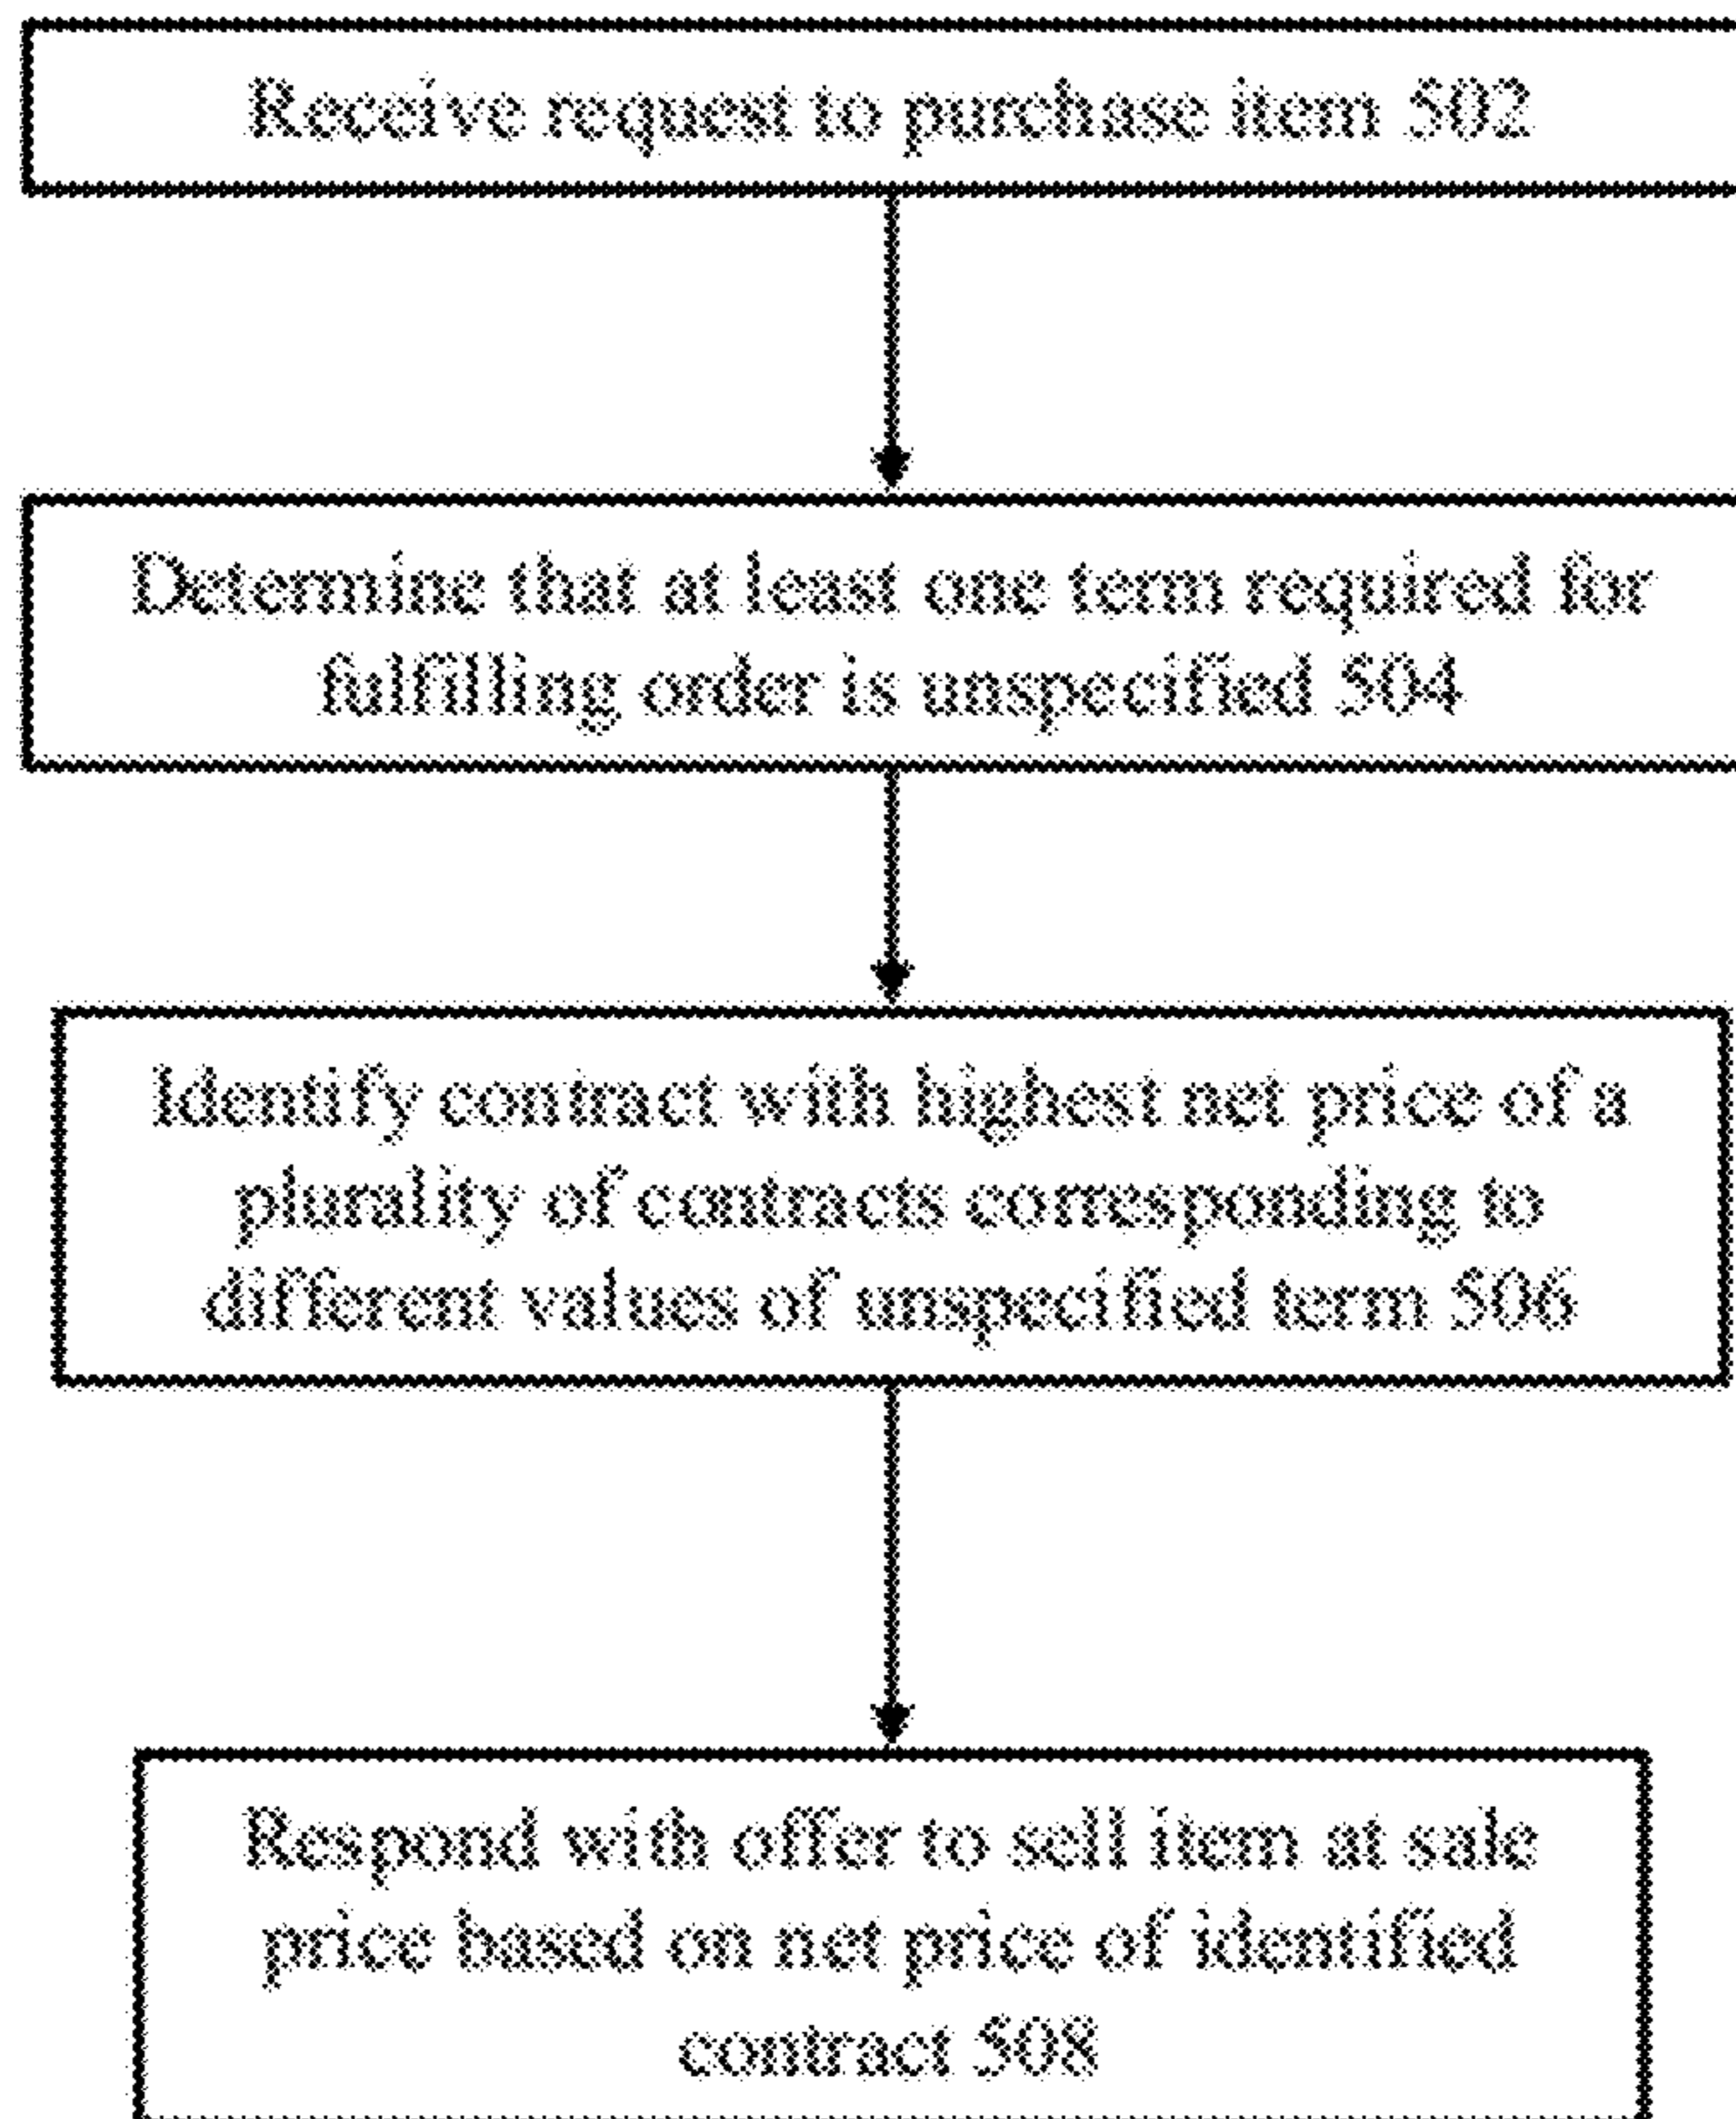 Receive request to purchase item 502
Determine that at least one term required for
fulfilling order is unspecified 504
Identify contract with highest net price of a
plurality of contracts corresponding to
different values of unspecified term 506
Respond with offer to sell item at sale
price based on net price of identified
contract 508